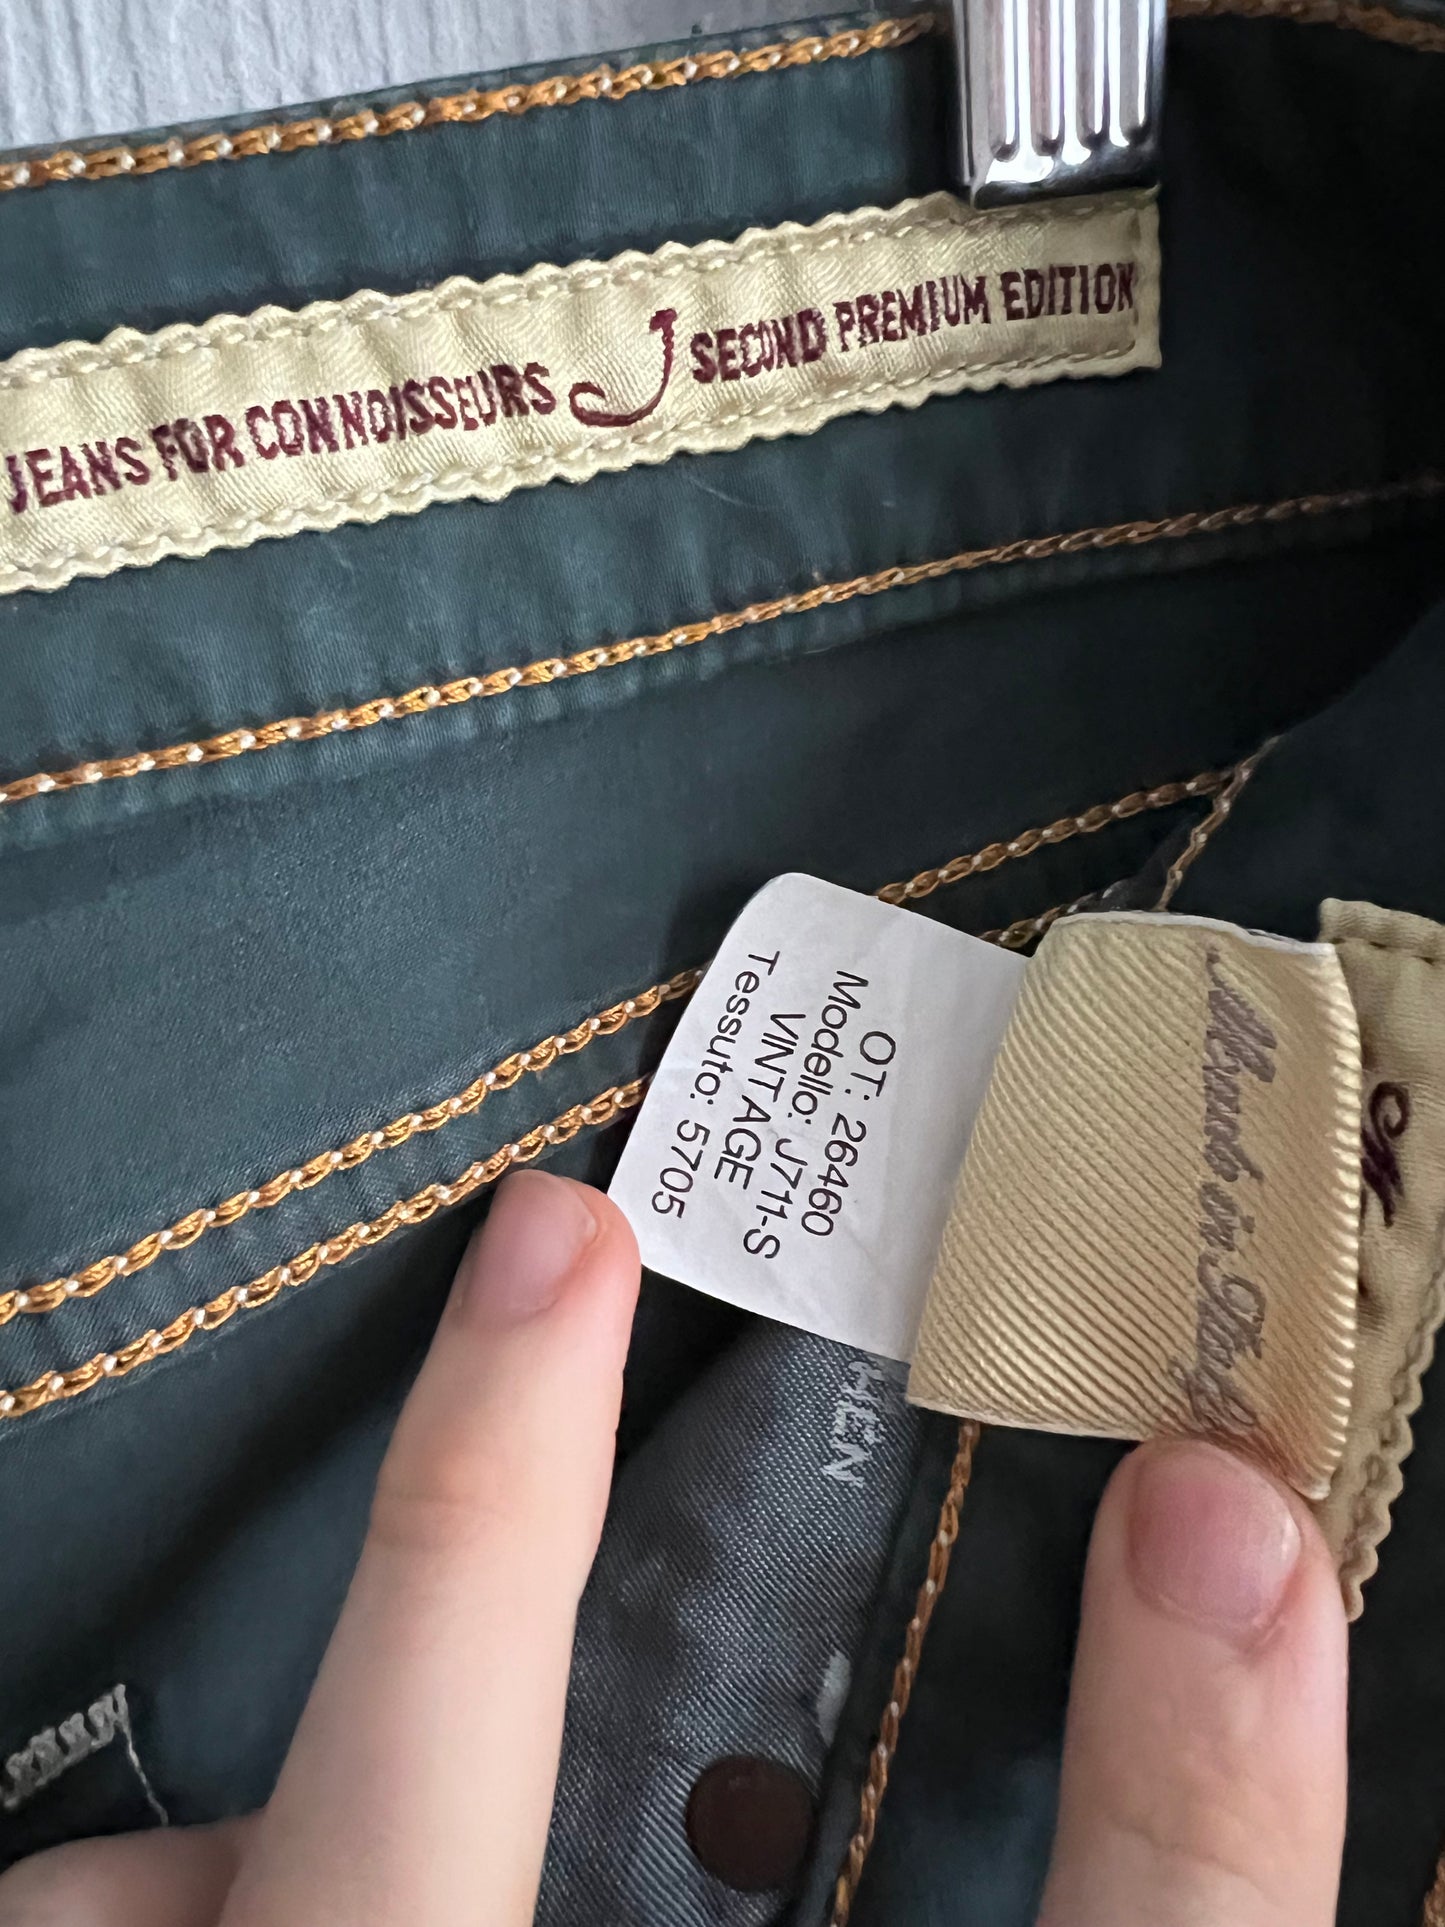 JEANS FOR CONNOISSEURS J SECOND PREMIUM EDITION
OT: 26460
Modello: J711-S
VINTAGE
Tessuto: 5705